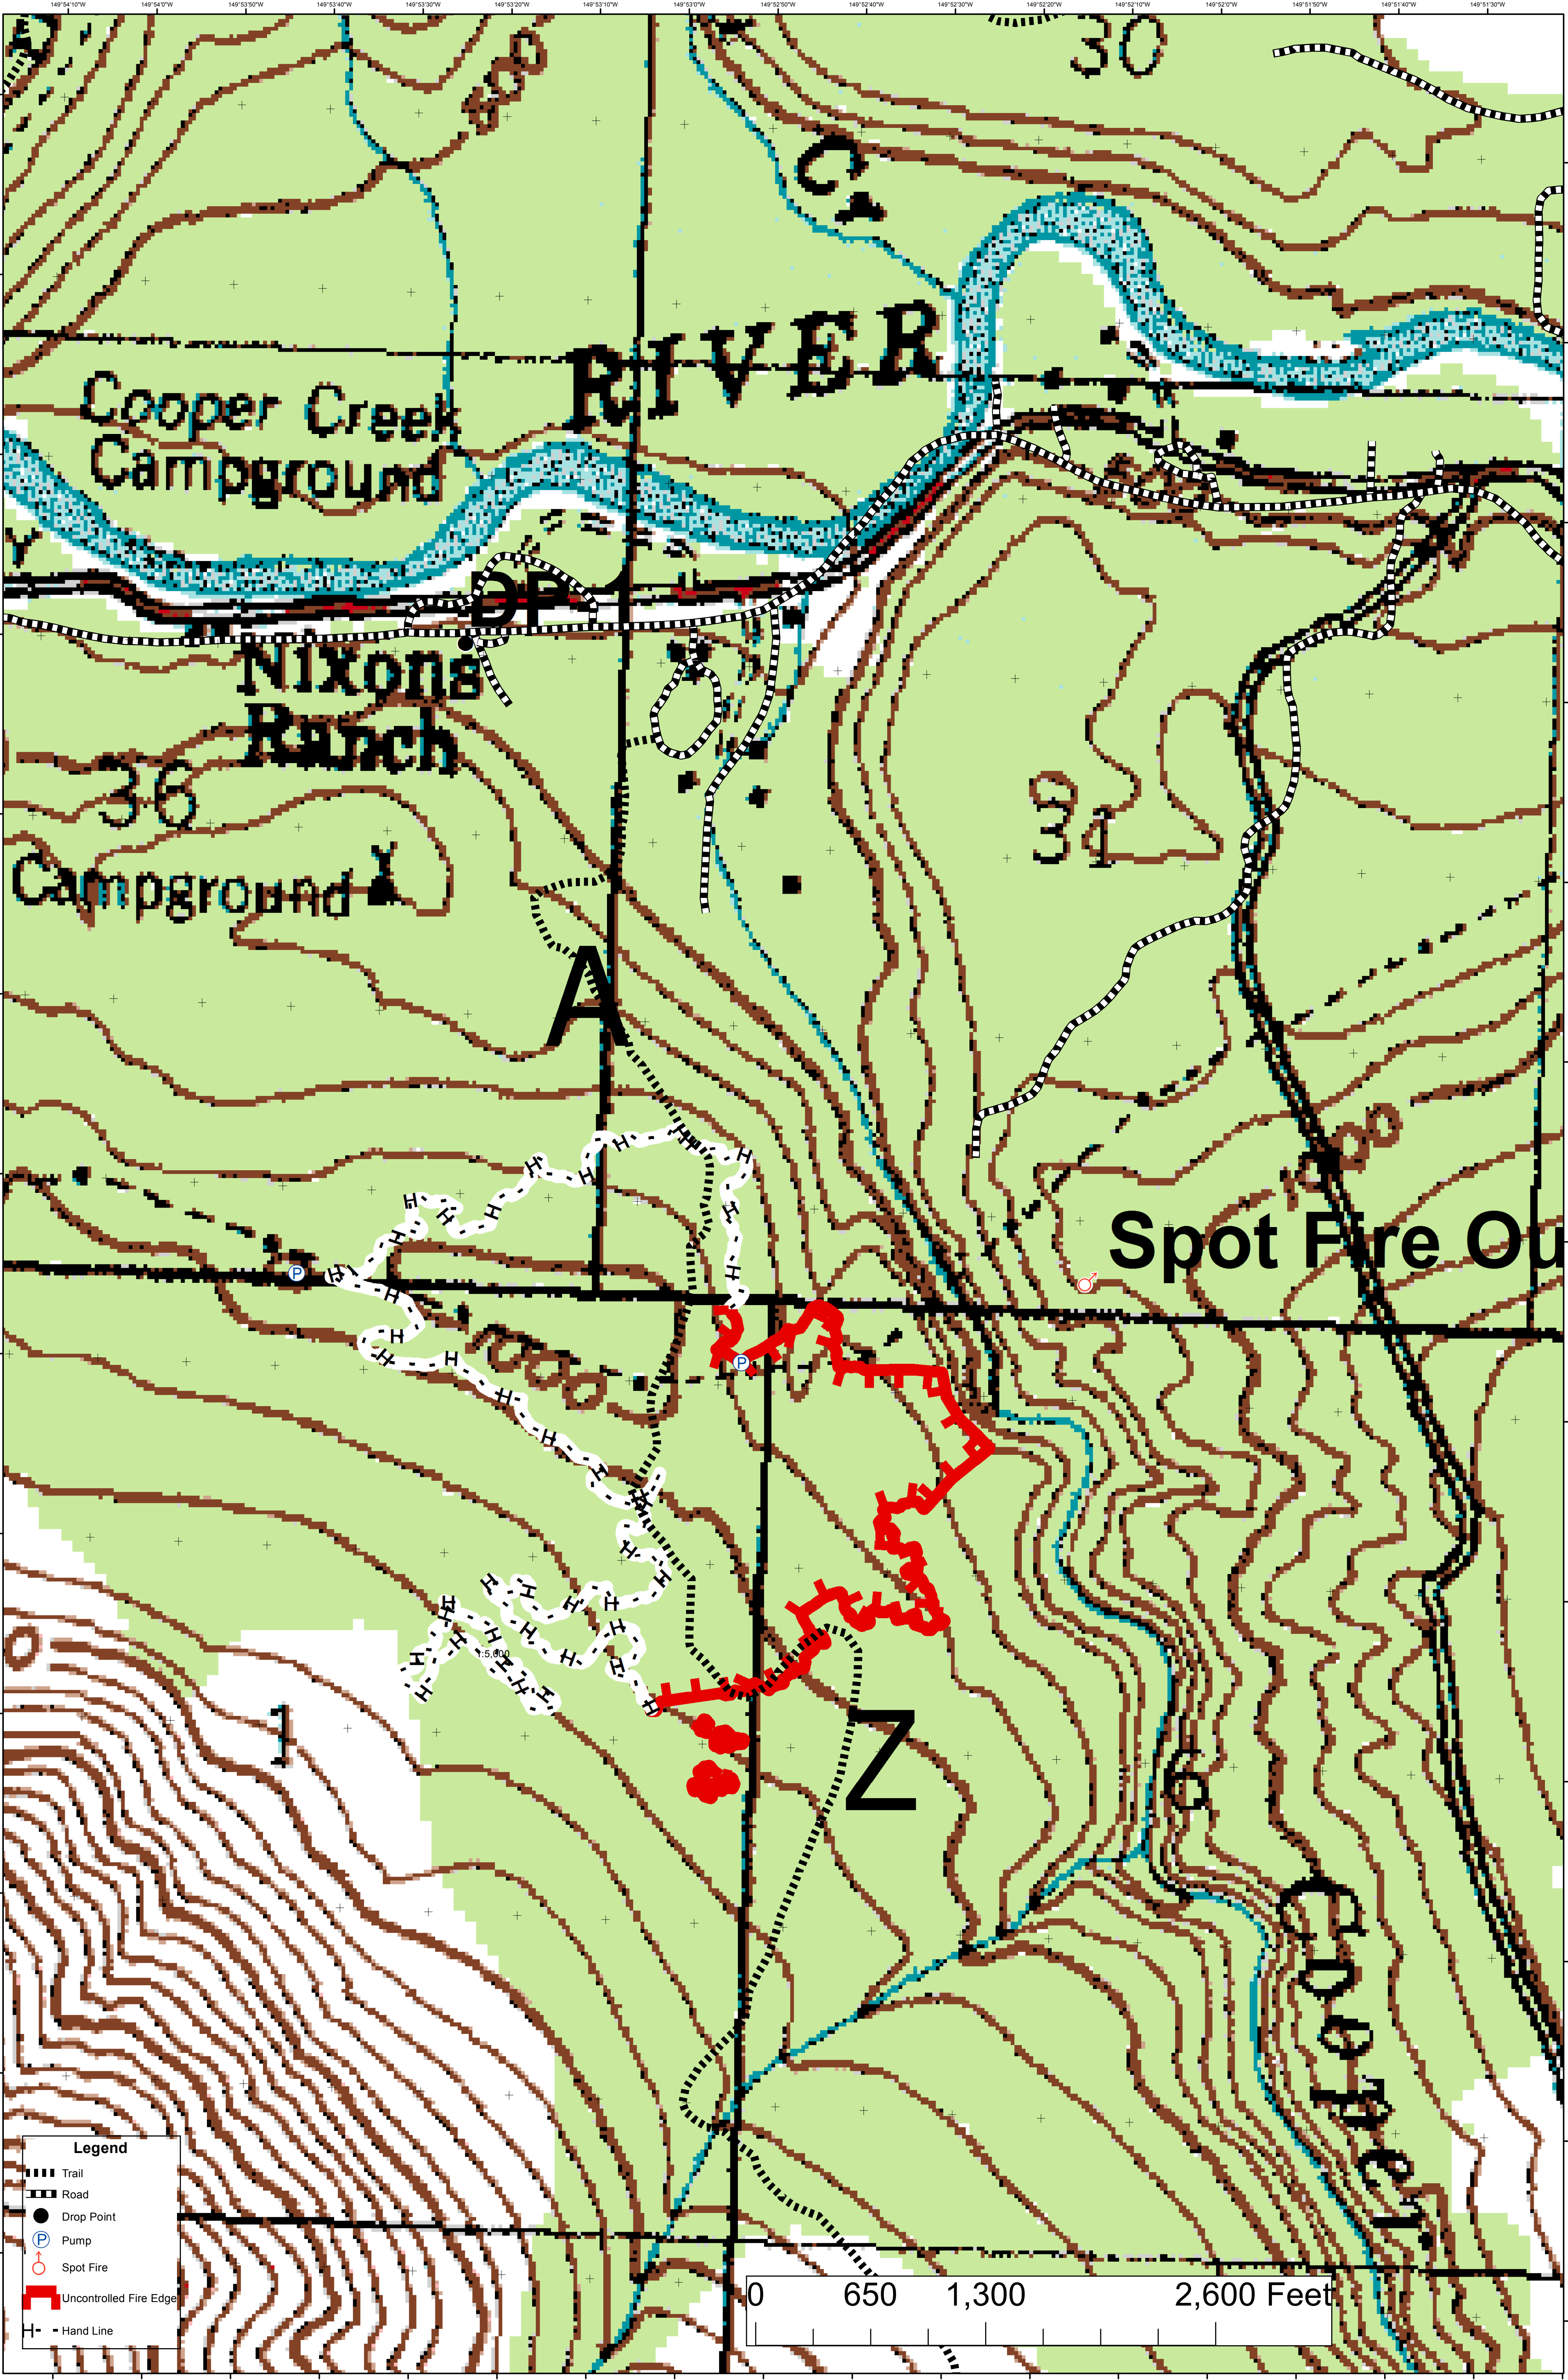 149°54'10"W 149°54'0"W 149°53'50"W 149°53'40"W 149°53'30"W 149°53'20"W 149°53'10"W 149°53'0"W 149°52'50"W 149°52'40"W 149°52'30"W 149°52'20"W 149°52'10"W 149°52'0"W 149°51'50"W 149°51'40"W 149°51'30"W
30
600
RIVER
Cooper Creek
Campground
DP 1
Nixons
Ranch
36
31
Campground
A
Spot Fire Ou
P
P
1000
1:5,000
1
Z
Cooper
Legend
Trail
Road
Drop Point
P Pump
Spot Fire
Uncontrolled Fire Edge
H Hand Line
0 650 1,300 2,600 Feet